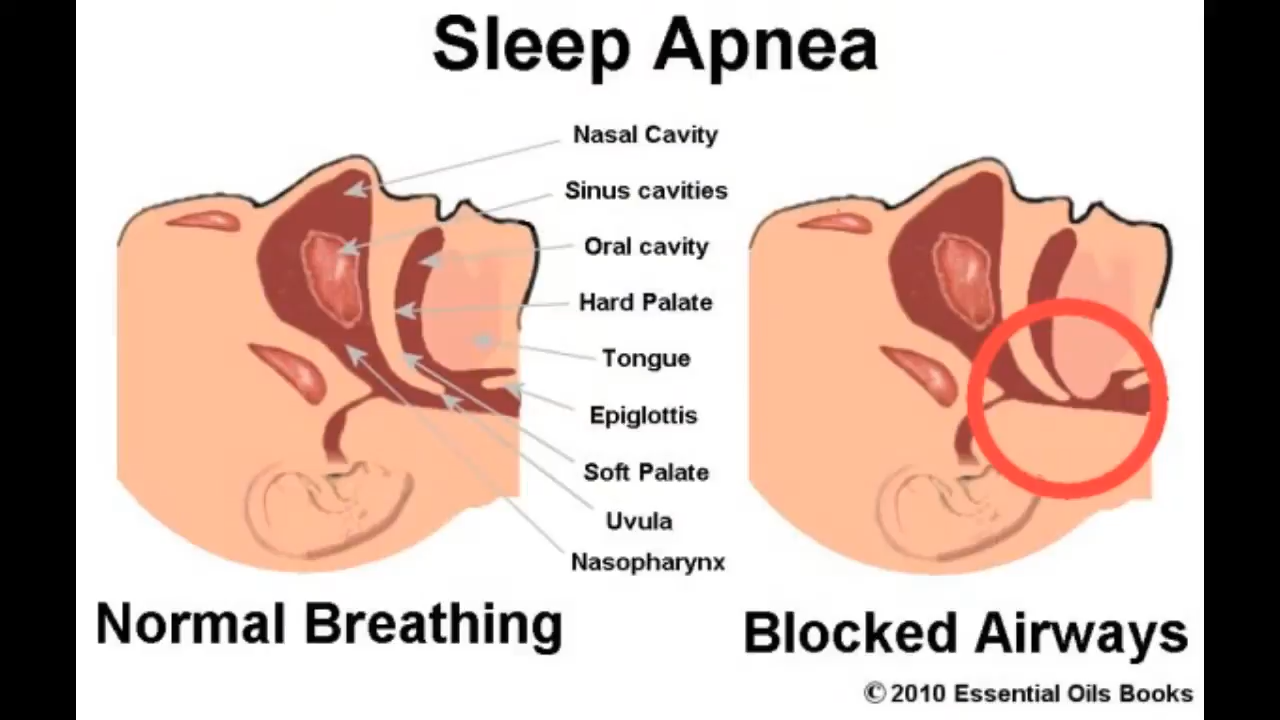 Sleep Apnea
Nasal Cavity
Sinus cavities
Oral cavity
Hard Palate
Tongue
Epiglottis
Soft Palate
Uvula
Nasopharynx
Normal Breathing
Blocked Airways
© 2010 Essential Oils Books